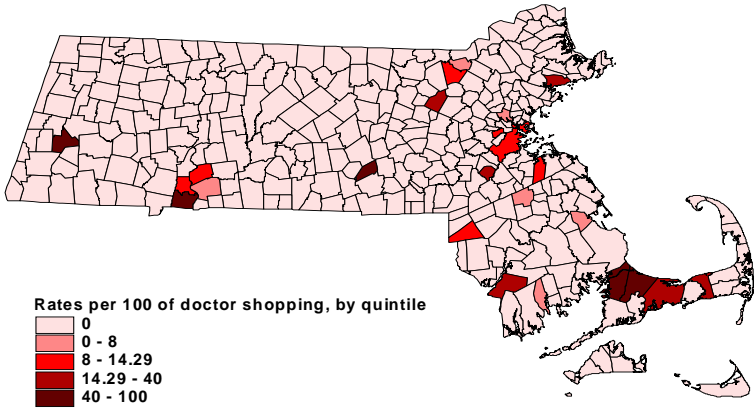 Rates per 100 of doctor shopping, by quintile
0
0 - 8
8 - 14.29
14.29 - 40
40 - 100